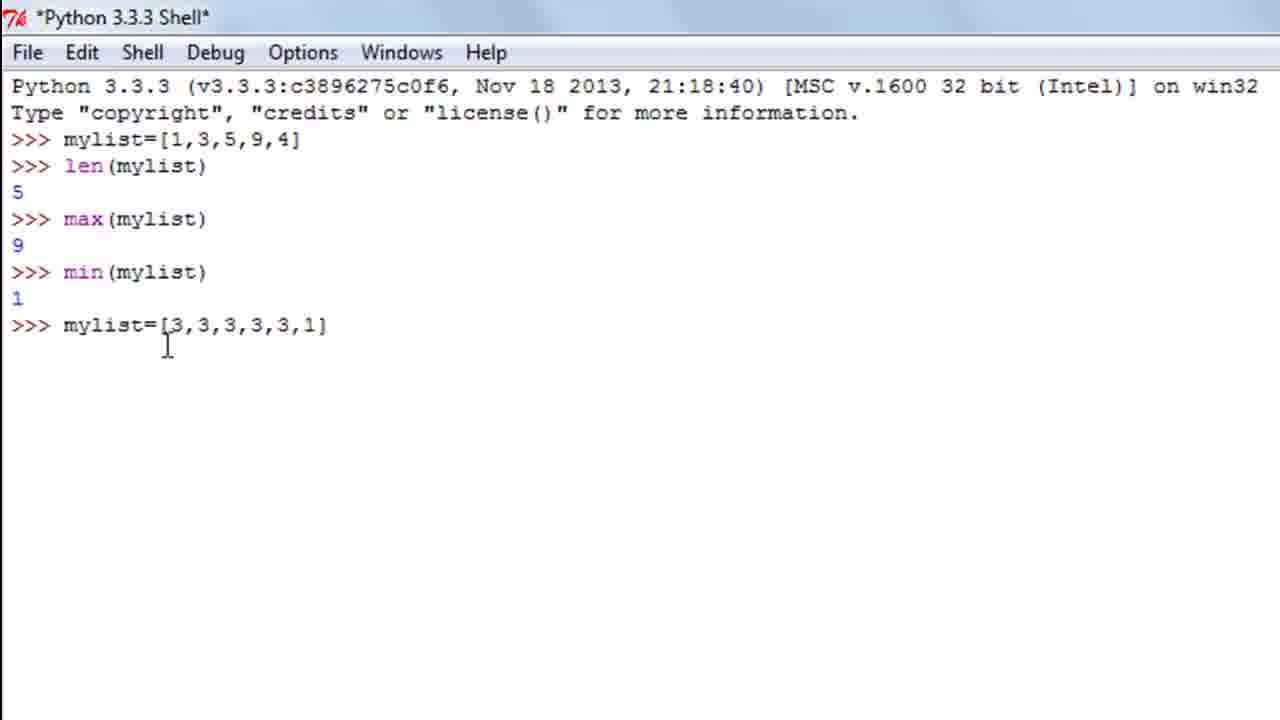 *Python 3.3.3 Shell*
File Edit Shell Debug Options Windows Help
Python 3.3.3 (v3.3.3:c3896275c0f6, Nov 18 2013, 21:18:40) [MSC v.1600 32 bit (Intel)] on win32
Type "copyright", "credits" or "license()" for more information.
>>> mylist=[1,3,5,9,4]
>>> len(mylist)
5
>>> max(mylist)
9
>>> min(mylist)
1
>>> mylist=[3,3,3,3,3,1]